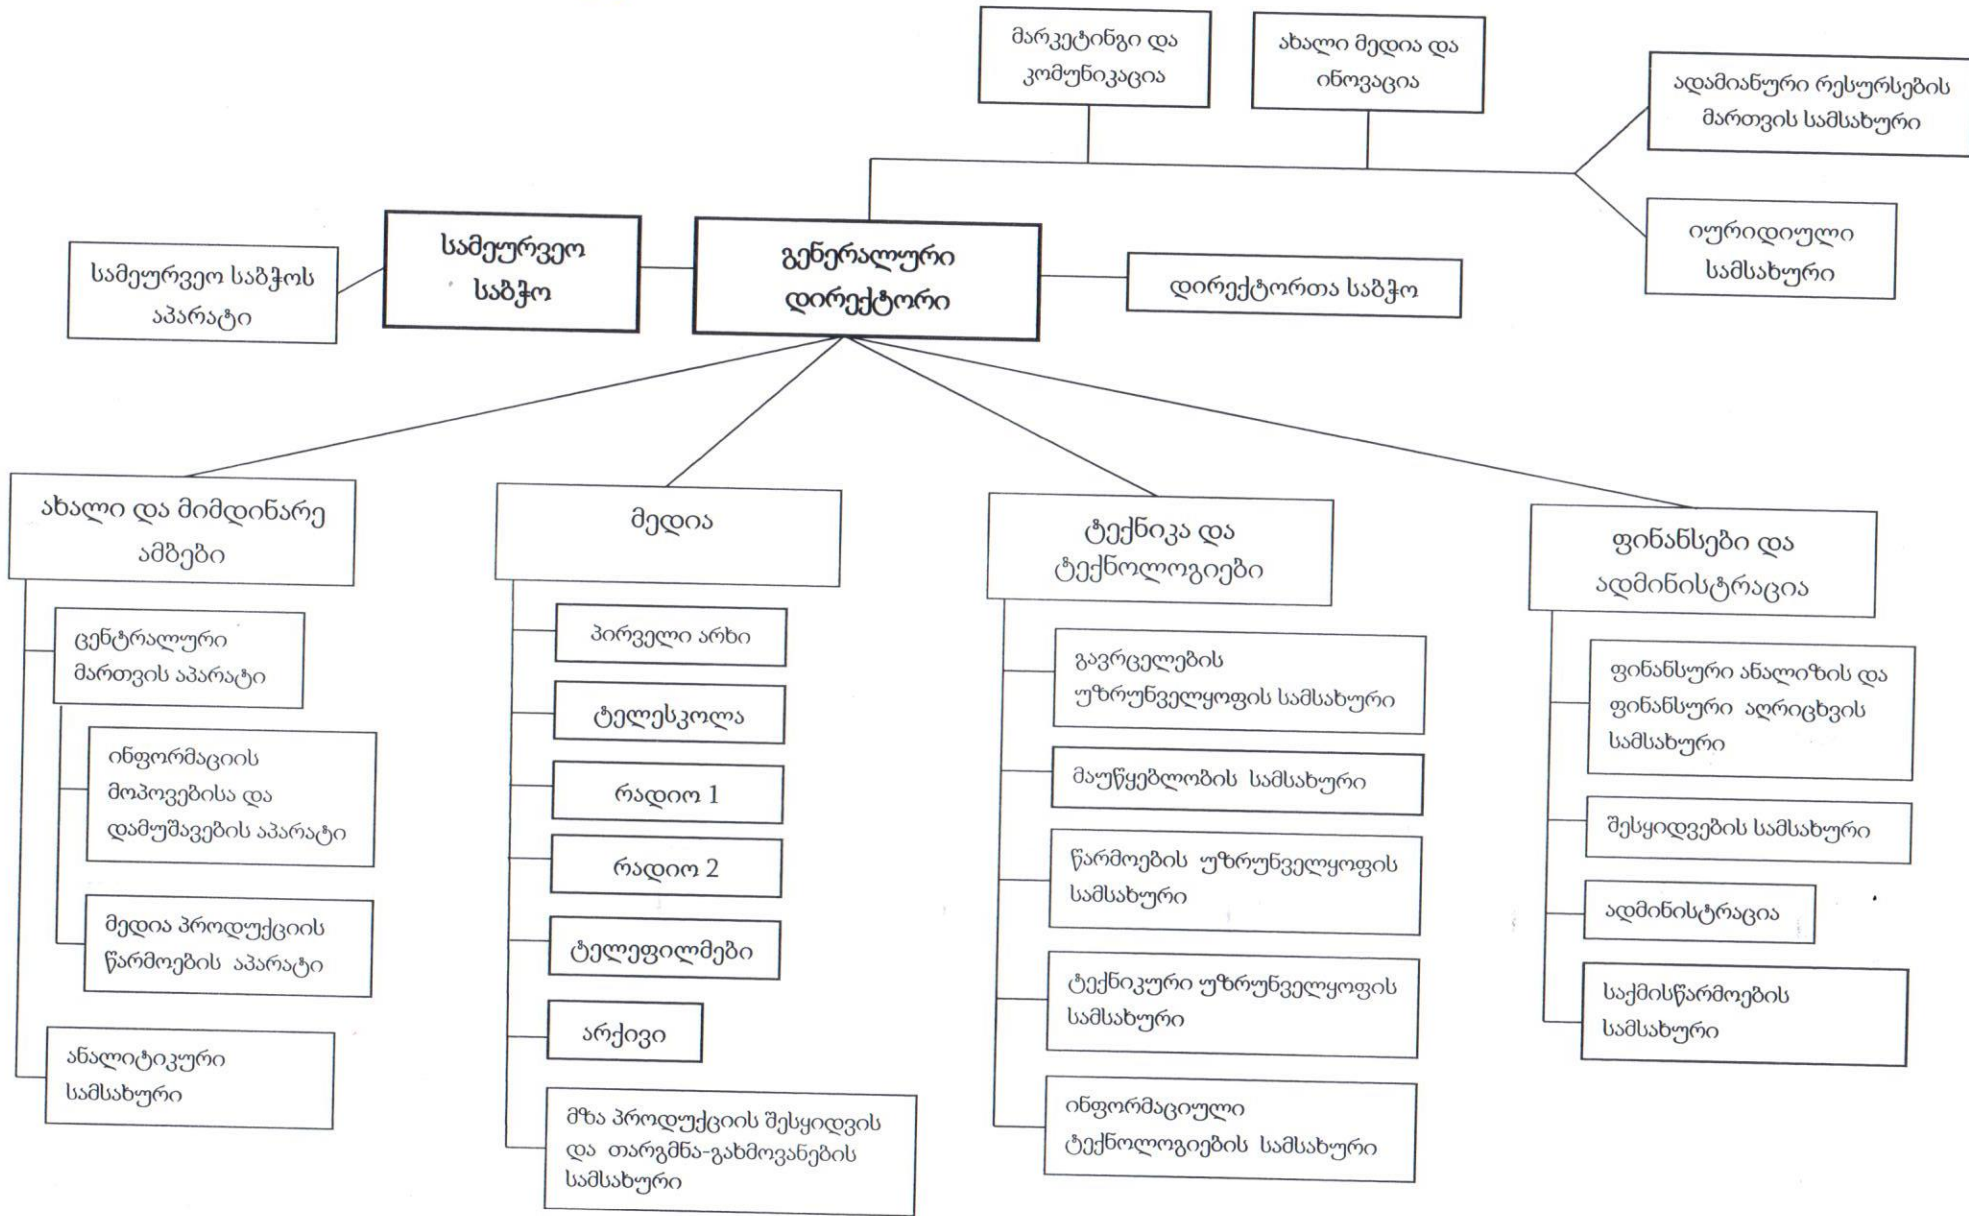 მარკეტინგი და
კომუნიკაცია
ახალი მედია და
ინოვაცია
ადამიანური რესურსების
მართვის სამსახური
იურიდიული
სამსახური
სამეურვეო საბჭოს
აპარატი
სამეურვეო
საბჭო
გენერალური
დირექტორი
დირექტორთა საბჭო
ახალი და მიმდინარე
ამბები
ცენტრალური
მართვის აპარატი
ინფორმაციის
მოპოვებისა და
დამუშავების აპარატი
მედია პროდუქციის
წარმოების აპარატი
ანალიტიკური
სამსახური
მედია
პირველი არხი
ტელესკოლა
რადიო 1
რადიო 2
ტელეფილმები
არქივი
მზა პროდუქციის შესყიდვის
და თარგმნა-გახმოვანების
სამსახური
ტექნიკა და
ტექნოლოგიები
გავრცელების
უზრუნველყოფის სამსახური
მაუწყებლობის სამსახური
წარმოების უზრუნველყოფის
სამსახური
ტექნიკური უზრუნველყოფის
სამსახური
ინფორმაციული
ტექნოლოგიების სამსახური
ფინანსები და
ადმინისტრაცია
ფინანსური ანალიზის და
ფინანსური აღრიცხვის
სამსახური
შესყიდვების სამსახური
ადმინისტრაცია
საქმისწარმოების
სამსახური